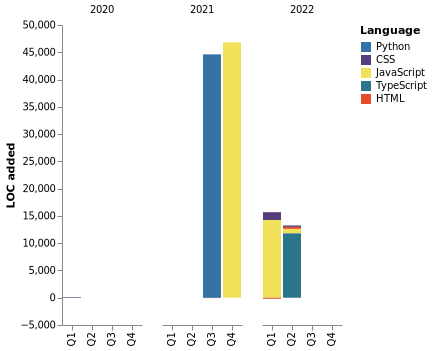 2020 2021 2022
Language
Python
CSS
JavaScript
TypeScript
HTML
LOC added
50,000
45,000
40,000
35,000
30,000
25,000
20,000
15,000
10,000
5,000
0
−5,000
Q1 Q2 Q3 Q4 Q1 Q2 Q3 Q4 Q1 Q2 Q3 Q4